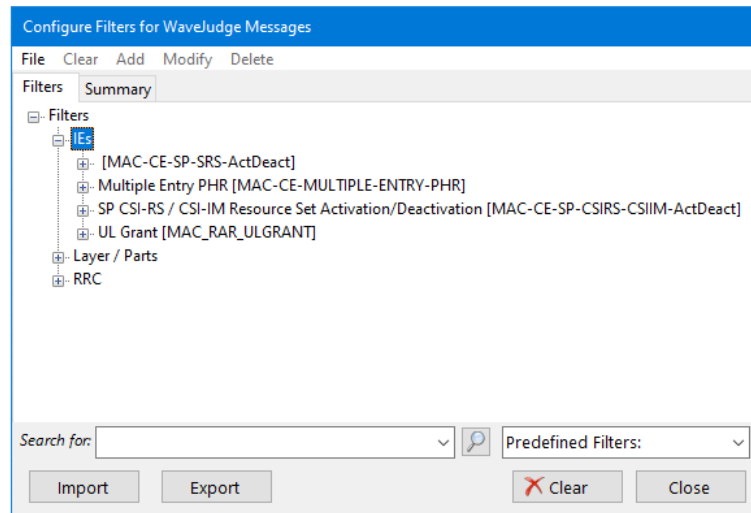 Configure Filters for WaveJudge Messages
File Clear Add Modify Delete
Filters Summary
Filters
IEs
[MAC-CE-SP-SRS-ActDeact]
Multiple Entry PHR [MAC-CE-MULTIPLE-ENTRY-PHR]
SP CSI-RS / CSI-IM Resource Set Activation/Deactivation [MAC-CE-SP-CSIRS-CSIIM-ActDeact]
UL Grant [MAC_RAR_ULGRANT]
Layer / Parts
RRC
Search for: Predefined Filters:
Import Export Clear Close